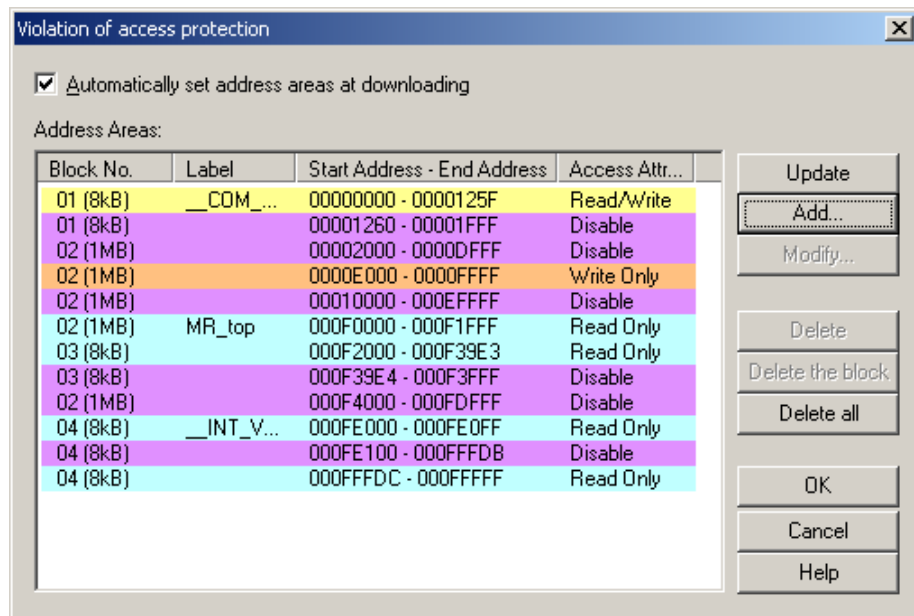 Violation of access protection
Automatically set address areas at downloading
Address Areas:
Block No. Label Start Address - End Address Access Attr...
01 (8kB) __COM_... 00000000 - 0000125F Read/Write
01 (8kB) 00001260 - 00001FFF Disable
02 (1MB) 00002000 - 0000DFFF Disable
02 (1MB) 0000E000 - 0000FFFF Write Only
02 (1MB) 00010000 - 000EFFFF Disable
02 (1MB) MR_top 000F0000 - 000F1FFF Read Only
03 (8kB) 000F2000 - 000F39E3 Read Only
03 (8kB) 000F39E4 - 000F3FFF Disable
02 (1MB) 000F4000 - 000FDFFF Disable
04 (8kB) __INT_V... 000FE000 - 000FE0FF Read Only
04 (8kB) 000FE100 - 000FFFDB Disable
04 (8kB) 000FFFDC - 000FFFFF Read Only
Update
Add...
Modify...
Delete
Delete the block
Delete all
OK
Cancel
Help